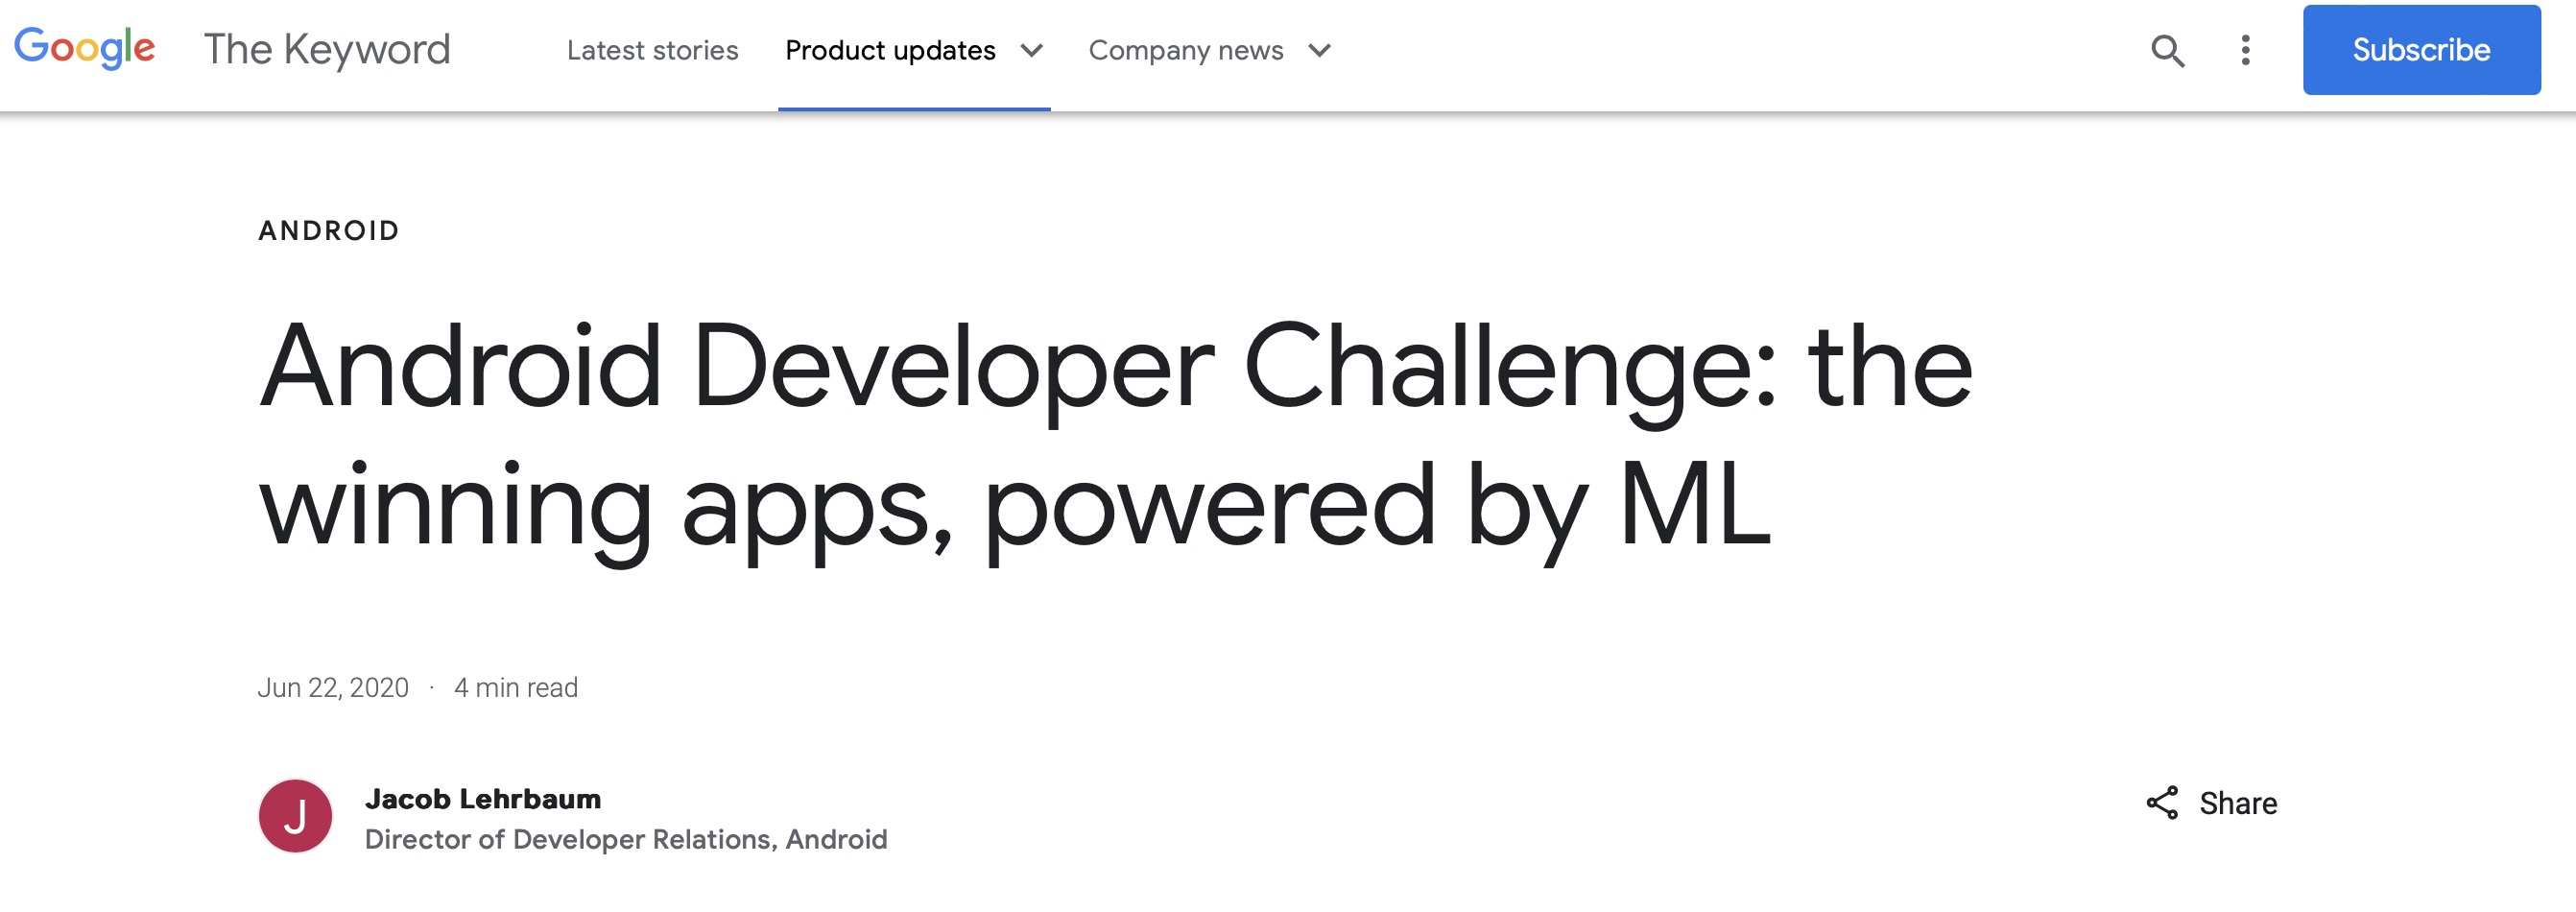 Google The Keyword Latest stories Product updates Company news Subscribe
ANDROID
Android Developer Challenge: the
winning apps, powered by ML
Jun 22, 2020 · 4 min read
J
Jacob Lehrbaum
Director of Developer Relations, Android
Share